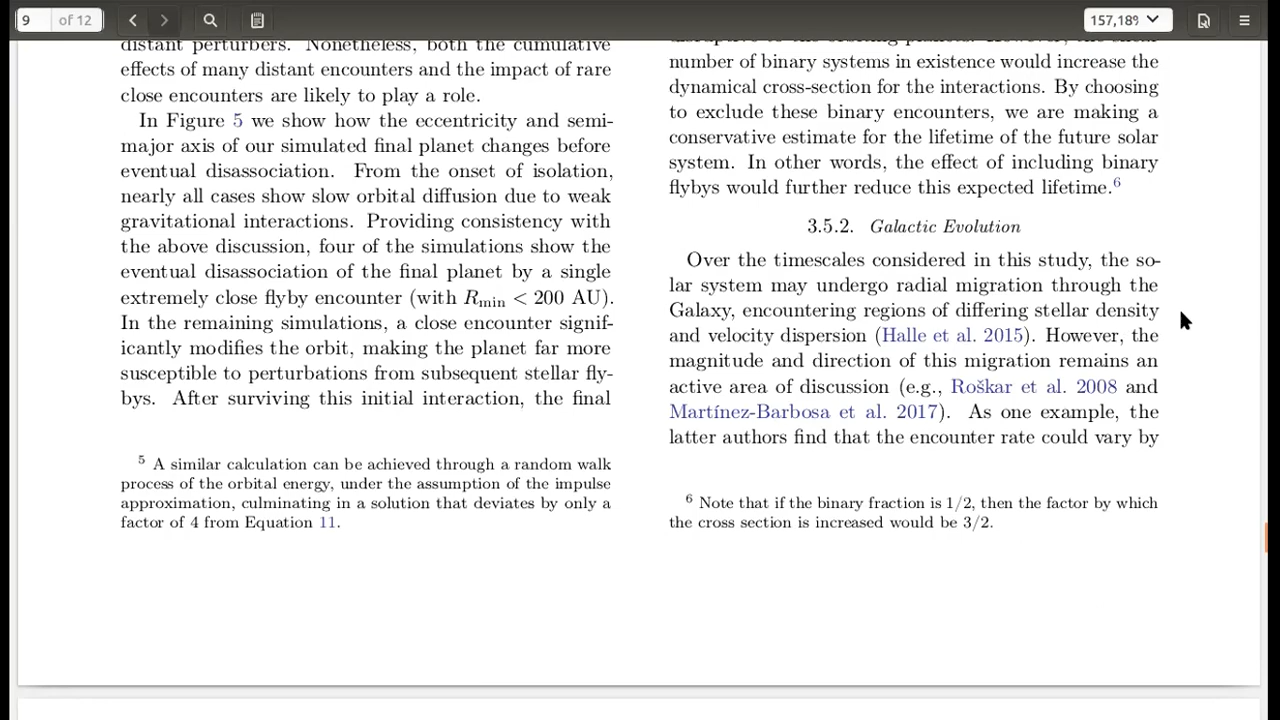 9 of 12
157,18%
distant perturbers. Nonetheless, both the cumulative
effects of many distant encounters and the impact of rare
close encounters are likely to play a role.
In Figure 5 we show how the eccentricity and semi-
major axis of our simulated final planet changes before
eventual disassociation. From the onset of isolation,
nearly all cases show slow orbital diffusion due to weak
gravitational interactions. Providing consistency with
the above discussion, four of the simulations show the
eventual disassociation of the final planet by a single
extremely close flyby encounter (with Rmin < 200 AU).
In the remaining simulations, a close encounter signif-
icantly modifies the orbit, making the planet far more
susceptible to perturbations from subsequent stellar fly-
bys. After surviving this initial interaction, the final
5 A similar calculation can be achieved through a random walk
process of the orbital energy, under the assumption of the impulse
approximation, culminating in a solution that deviates by only a
factor of 4 from Equation 11.
number of binary systems in existence would increase the
dynamical cross-section for the interactions. By choosing
to exclude these binary encounters, we are making a
conservative estimate for the lifetime of the future solar
system. In other words, the effect of including binary
flybys would further reduce this expected lifetime.6
3.5.2. Galactic Evolution
Over the timescales considered in this study, the so-
lar system may undergo radial migration through the
Galaxy, encountering regions of differing stellar density
and velocity dispersion (Halle et al. 2015). However, the
magnitude and direction of this migration remains an
active area of discussion (e.g., Roškar et al. 2008 and
Martínez-Barbosa et al. 2017). As one example, the
latter authors find that the encounter rate could vary by
6 Note that if the binary fraction is 1/2, then the factor by which
the cross section is increased would be 3/2.